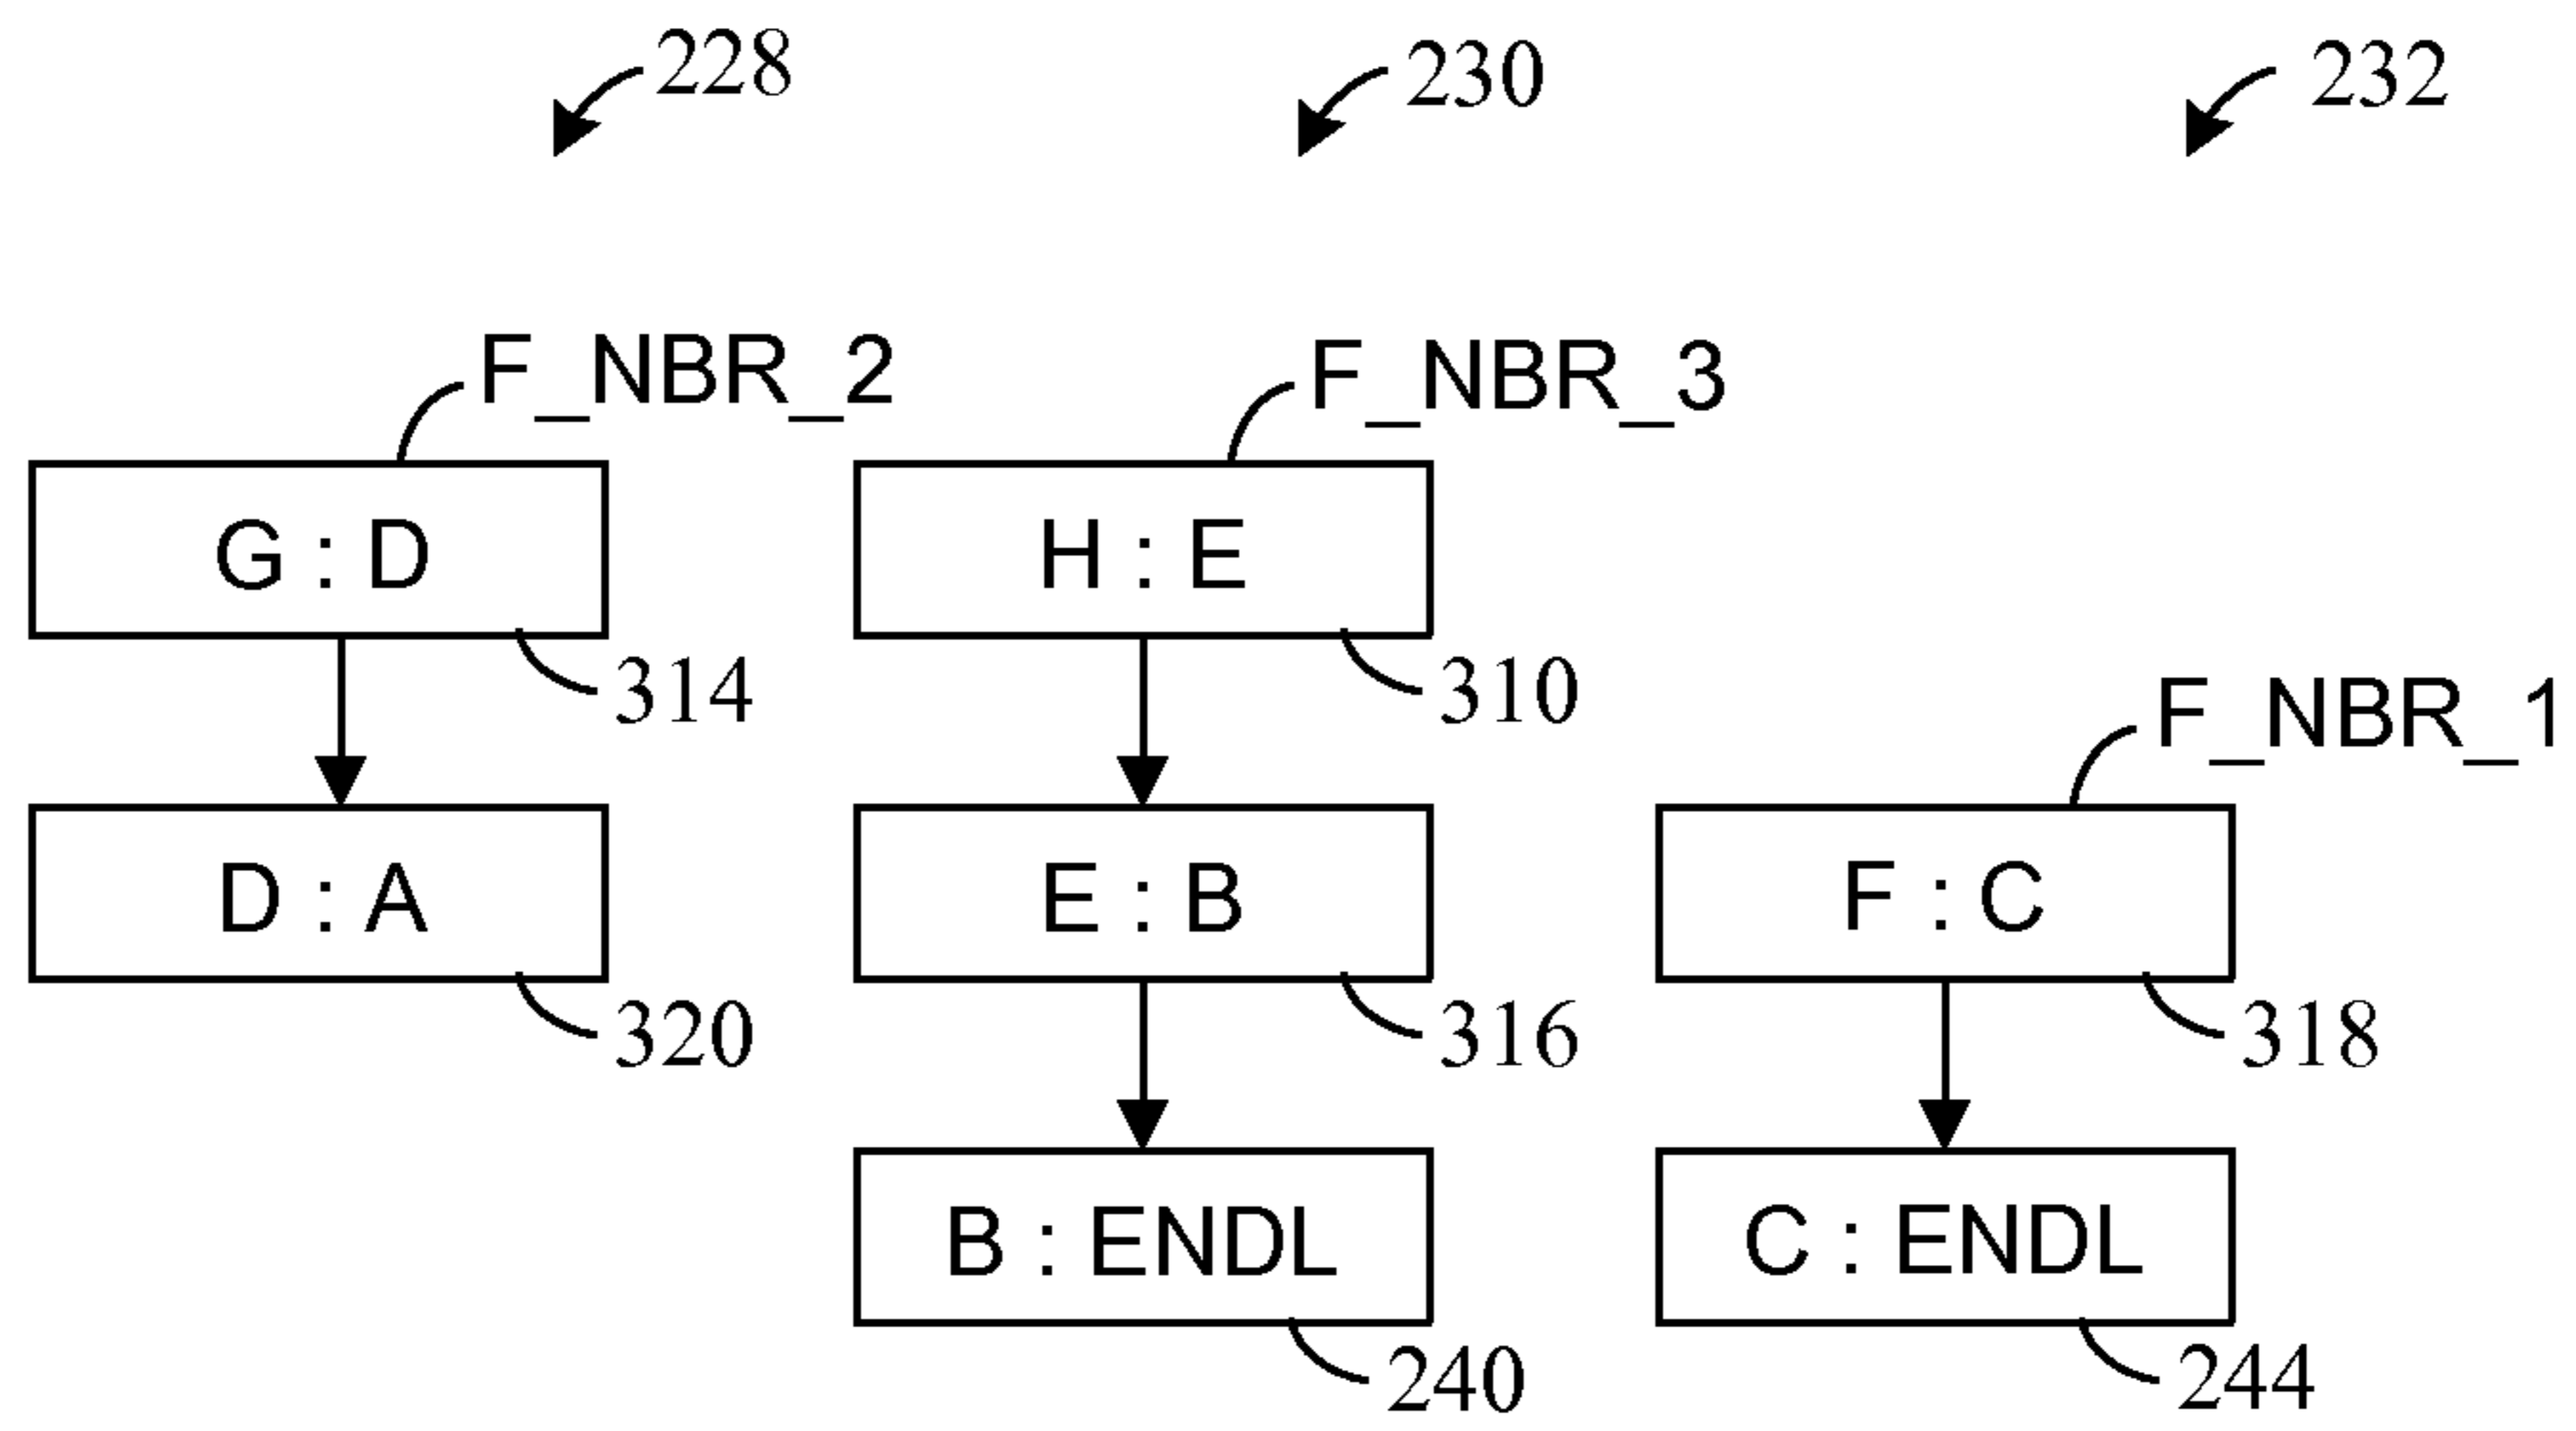 228 230 232
F_NBR_2 F_NBR_3
G : D H : E
314 310
F_NBR_1
D : A E : B F : C
320 316 318
B : ENDL C : ENDL
240 244